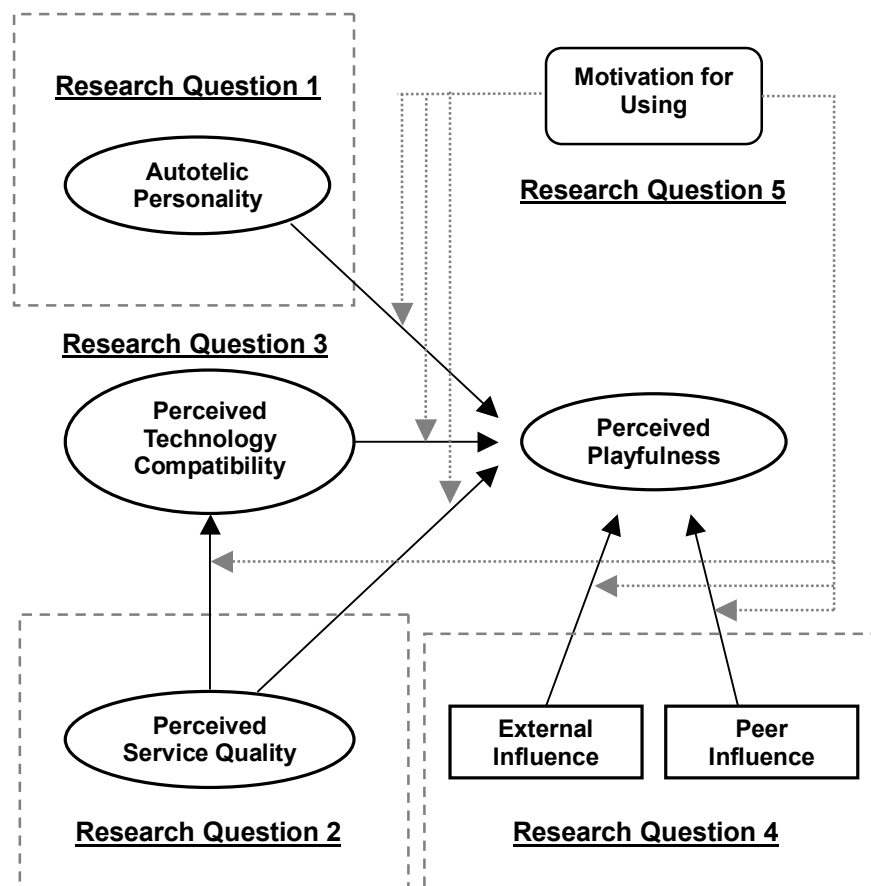 Research Question 1
Motivation for
Using
Autotelic
Personality
Research Question 5
Research Question 3
Perceived
Technology
Compatibility
Perceived
Playfulness
Perceived
Service Quality
External
Influence
Peer
Influence
Research Question 2
Research Question 4